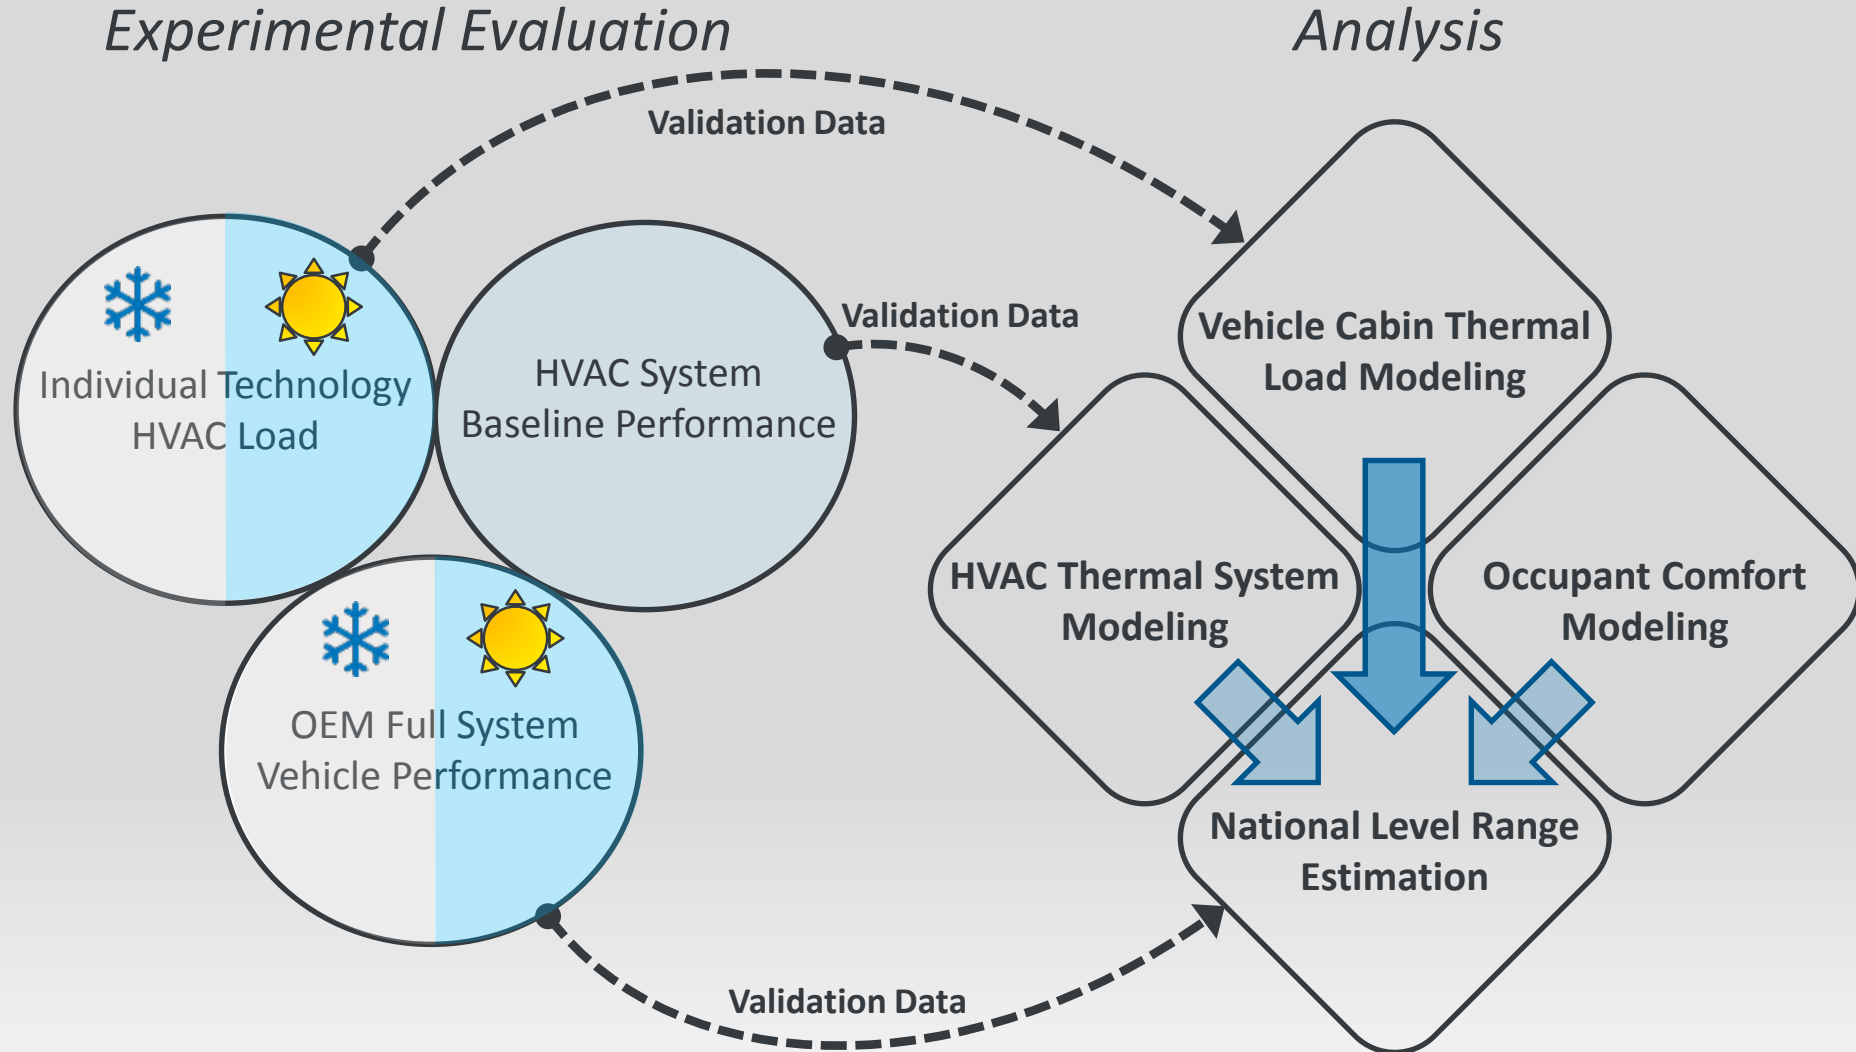 Experimental Evaluation
Analysis
Validation Data
Validation Data
Individual Technology
HVAC Load
HVAC System
Baseline Performance
Vehicle Cabin Thermal
Load Modeling
HVAC Thermal System
Modeling
Occupant Comfort
Modeling
OEM Full System
Vehicle Performance
National Level Range
Estimation
Validation Data